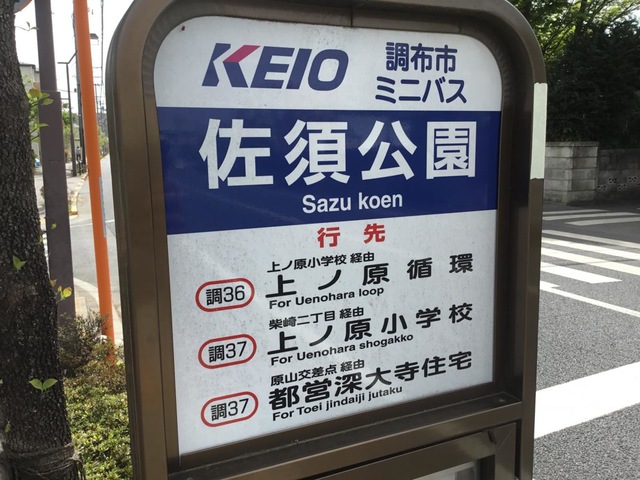 KEIO
調布市
ミニバス
佐須公園
Sazu koen
行先
上ノ原小学校 経由
調36 上ノ原循環
For Uenohara loop
柴崎二丁目 経由
調37 上ノ原小学校
For Uenohara shogakko
原山交差点 経由
調37 都営深大寺住宅
For Toei jindaiji jutaku